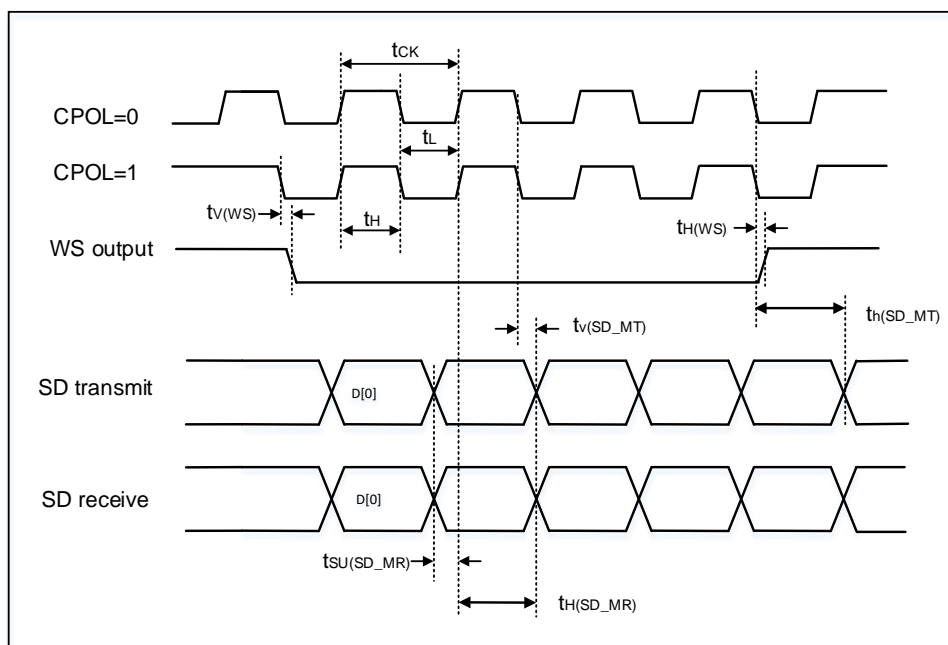 tCK
CPOL=0
tL
CPOL=1
tV(WS)
tH
tH(WS)
WS output
tv(SD_MT)
th(SD_MT)
SD transmit
D[0]
SD receive
D[0]
tSU(SD_MR)
tH(SD_MR)